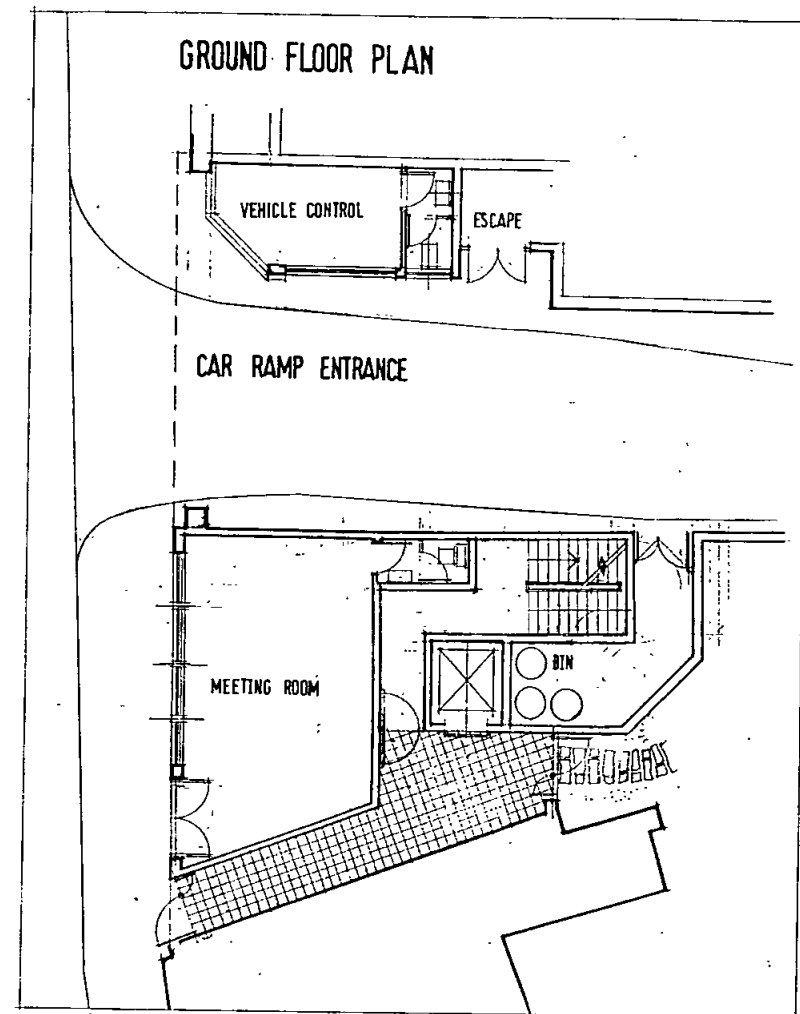 GROUND FLOOR PLAN
VEHICLE CONTROL
ESCAPE
CAR RAMP ENTRANCE
BIN
MEETING ROOM